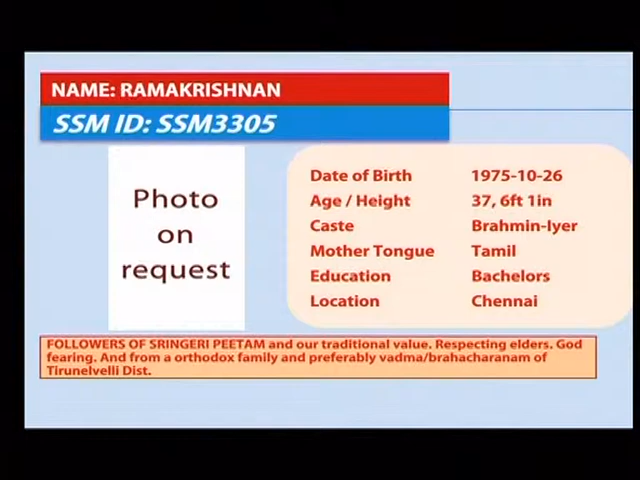 NAME: RAMAKRISHNAN
SSM ID: SSM3305
Photo
on
request
Date of Birth 1975-10-26
Age / Height 37, 6ft 1in
Caste Brahmin-Iyer
Mother Tongue Tamil
Education Bachelors
Location Chennai
FOLLOWERS OF SRINGERI PEETAM and our traditional value. Respecting elders. God
fearing. And from a orthodox family and preferably vadma/brahacharanam of
Tirunelvelli Dist.